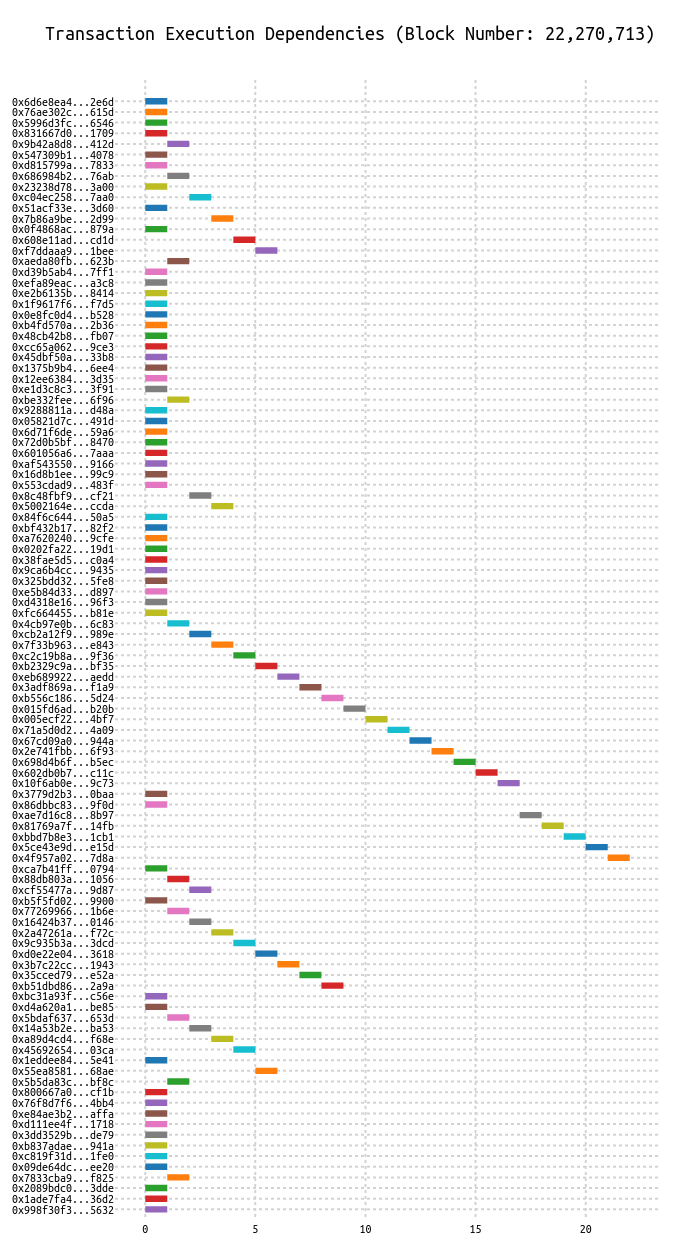 Transaction Execution Dependencies (Block Number: 22,270,713)
0x6d6e8ea4...2e6d
0x76ae302c...615d
0x5996d3fc...6546
0x831667d0...1709
0x9b42a8d8...412d
0x547309b1...4078
0xd815799a...7833
0x686984b2...76ab
0x23238d78...3a00
0xc04ec258...7aa0
0x51acf33e...3d60
0x7b86a9be...2d99
0x0f4868ac...879a
0x608e11ad...cd1d
0xf7ddaaa9...1bee
0xaeda80fb...623b
0xd39b5ab4...7ff1
0xefa89eac...a3c8
0xe2b6135b...8414
0x1f9617f6...f7d5
0x0e8fc0d4...b528
0xb4fd570a...2b36
0x48cb42b8...fb07
0xcc65a062...9ce3
0x45dbf50a...33b8
0x1375b9b4...6ee4
0x12ee6384...3d35
0xe1d3c8c3...3f91
0xbe332fee...6f96
0x9288811a...d48a
0x05821d7c...491d
0x6d71f6de...59a6
0x72d0b5bf...8470
0x601056a6...7aaa
0xaf543550...9166
0x16d8b1ee...99c9
0x553cdad9...483f
0x8c48fbf9...cf21
0x5002164e...ccda
0x84f6c644...50a5
0xbf432b17...82f2
0xa7620240...9cfe
0x0202fa22...19d1
0x38fae5d5...c0a4
0x9ca6b4cc...9435
0x325bdd32...5fe8
0xe5b84d33...d897
0xd4318e16...96f3
0xfc664455...b81e
0x4cb97e0b...6c83
0xcb2a12f9...989e
0x7f33b963...e843
0xc2c19b8a...9f36
0xb2329c9a...bf35
0xeb689922...aedd
0x3adf869a...f1a9
0xb556c186...5d24
0x015fd6ad...b20b
0x005ecf22...4bf7
0x71a5d0d2...4a09
0x67cd09a0...944a
0x2e741fbb...6f93
0x698d4b6f...b5ec
0x602db0b7...c11c
0x10f6ab0e...9c73
0x3779d2b3...0baa
0x86dbbc83...9f0d
0xae7d16c8...8b97
0x81769a7f...14fb
0xbbd7b8e3...1cb1
0x5ce43e9d...e15d
0x4f957a02...7d8a
0xca7b41ff...0794
0x88db803a...1056
0xcf55477a...9d87
0xb5f5fd02...9900
0x77269966...1b6e
0x16424b37...0146
0x2a47261a...f72c
0x9c935b3a...3dcd
0xd0e22e04...3618
0x3b7c22cc...1943
0x35cced79...e52a
0xb51dbd86...2a9a
0xbc31a93f...c56e
0xd4a620a1...be85
0x5bdaf637...653d
0x14a53b2e...ba53
0xa89d4cd4...f68e
0x45692654...03ca
0x1eddee84...5e41
0x55ea8581...68ae
0x5b5da83c...bf8c
0x800667a0...cf1b
0x76f8d7f6...4bb4
0xe84ae3b2...affa
0xd111ee4f...1718
0x3dd3529b...de79
0xb837adae...941a
0xc819f31d...1fe0
0x09de64dc...ee20
0x7833cba9...f825
0x2089bdc0...3dde
0x1ade7fa4...36d2
0x998f30f3...5632
0 5 10 15 20